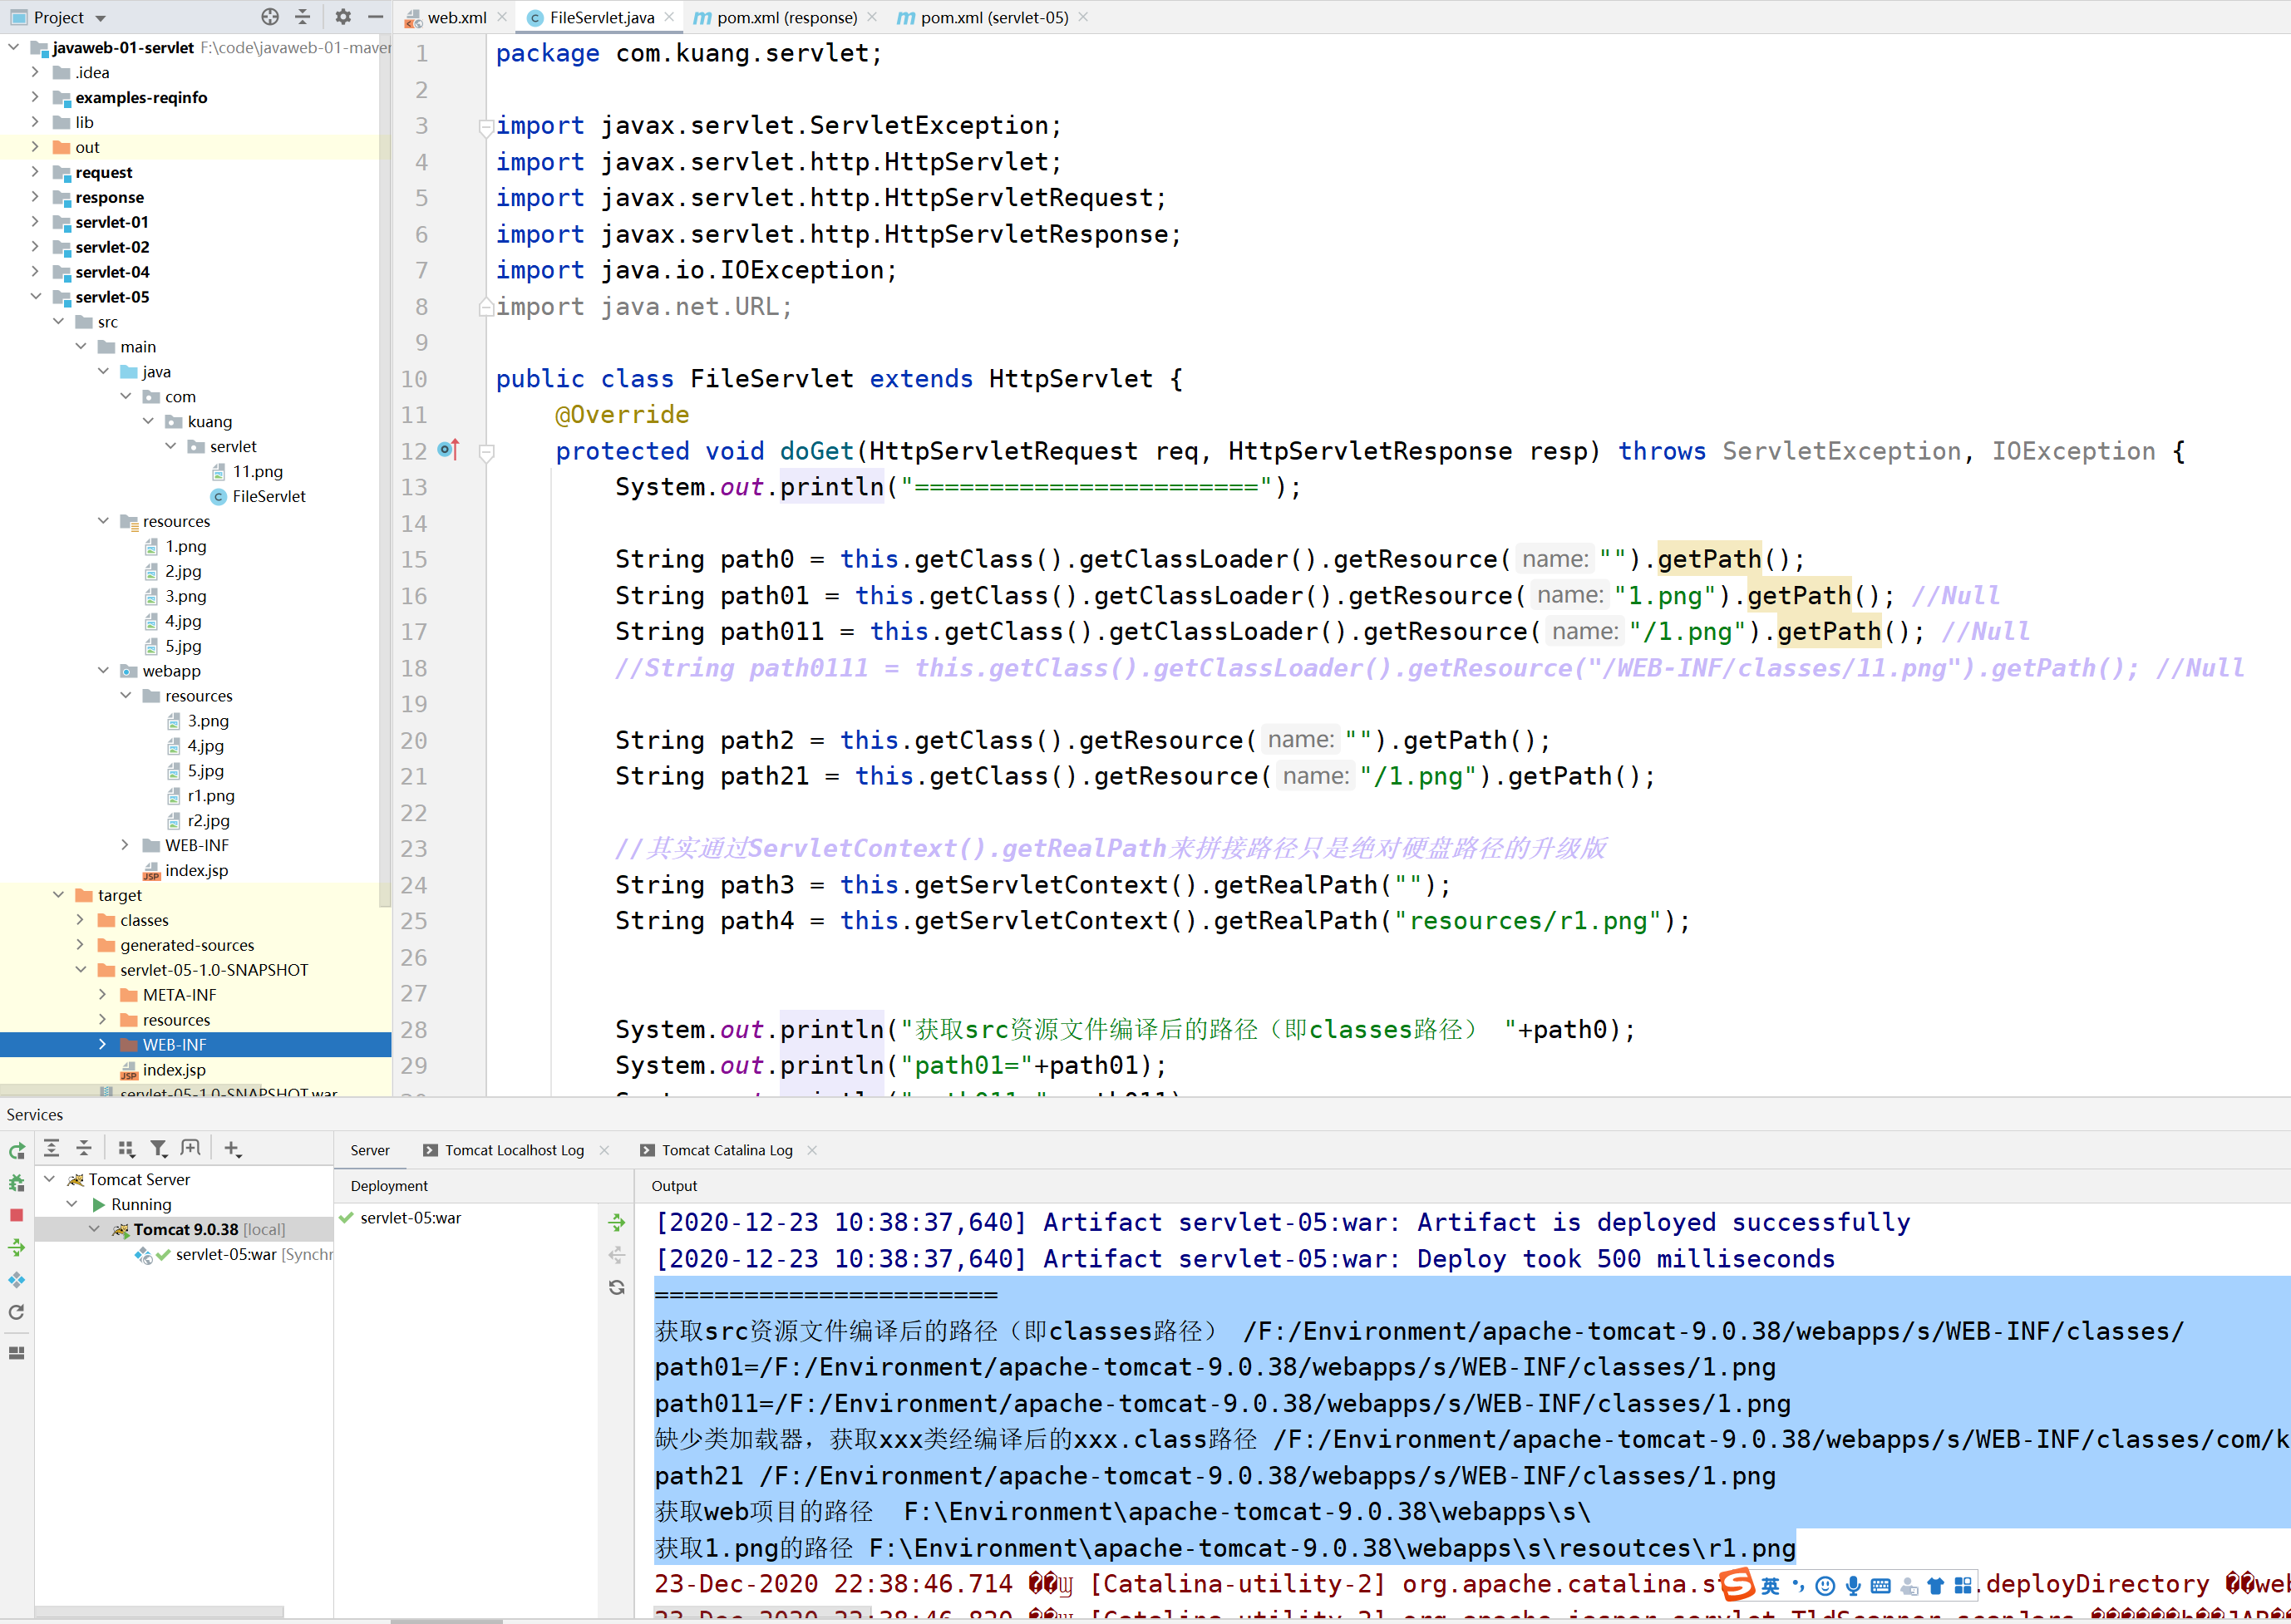 Project
web.xml
FileServlet.java
pom.xml (response)
pom.xml (servlet-05)
javaweb-01-servlet F:\code\javaweb-01-maven
.idea
examples-reqinfo
lib
out
request
response
servlet-01
servlet-02
servlet-04
servlet-05
src
main
java
com
kuang
servlet
11.png
FileServlet
resources
1.png
2.jpg
3.png
4.jpg
5.jpg
webapp
resources
3.png
4.jpg
5.jpg
r1.png
r2.jpg
WEB-INF
index.jsp
target
classes
generated-sources
servlet-05-1.0-SNAPSHOT
META-INF
resources
WEB-INF
index.jsp
servlet-05-1.0-SNAPSHOT.war
1 package com.kuang.servlet;
2
3 import javax.servlet.ServletException;
4 import javax.servlet.http.HttpServlet;
5 import javax.servlet.http.HttpServletRequest;
6 import javax.servlet.http.HttpServletResponse;
7 import java.io.IOException;
8 import java.net.URL;
9
10 public class FileServlet extends HttpServlet {
11 @Override
12 protected void doGet(HttpServletRequest req, HttpServletResponse resp) throws ServletException, IOException {
13 System.out.println("=======================");
14
15 String path0 = this.getClass().getClassLoader().getResource( name: "").getPath();
16 String path01 = this.getClass().getClassLoader().getResource( name: "1.png").getPath(); //Null
17 String path011 = this.getClass().getClassLoader().getResource( name: "/1.png").getPath(); //Null
18 //String path0111 = this.getClass().getClassLoader().getResource("/WEB-INF/classes/11.png").getPath(); //Null
19
20 String path2 = this.getClass().getResource( name: "").getPath();
21 String path21 = this.getClass().getResource( name: "/1.png").getPath();
22
23 //其实通过ServletContext().getRealPath来拼接路径只是绝对硬盘路径的升级版
24 String path3 = this.getServletContext().getRealPath("");
25 String path4 = this.getServletContext().getRealPath("resources/r1.png");
26
27
28 System.out.println("获取src资源文件编译后的路径（即classes路径） "+path0);
29 System.out.println("path01="+path01);
Services
Server
Tomcat Localhost Log
Tomcat Catalina Log
Tomcat Server
Running
Tomcat 9.0.38 [local]
servlet-05:war [Synchr
Deployment
servlet-05:war
Output
[2020-12-23 10:38:37,640] Artifact servlet-05:war: Artifact is deployed successfully
[2020-12-23 10:38:37,640] Artifact servlet-05:war: Deploy took 500 milliseconds
=======================
获取src资源文件编译后的路径（即classes路径） /F:/Environment/apache-tomcat-9.0.38/webapps/s/WEB-INF/classes/
path01=/F:/Environment/apache-tomcat-9.0.38/webapps/s/WEB-INF/classes/1.png
path011=/F:/Environment/apache-tomcat-9.0.38/webapps/s/WEB-INF/classes/1.png
缺少类加载器，获取xxx类经编译后的xxx.class路径 /F:/Environment/apache-tomcat-9.0.38/webapps/s/WEB-INF/classes/com/k
path21 /F:/Environment/apache-tomcat-9.0.38/webapps/s/WEB-INF/classes/1.png
获取web项目的路径 F:\Environment\apache-tomcat-9.0.38\webapps\s\
获取1.png的路径 F:\Environment\apache-tomcat-9.0.38\webapps\s\resoutces\r1.png
23-Dec-2020 22:38:46.714 [Catalina-utility-2] org.apache.catalina.st .deployDirectory
英